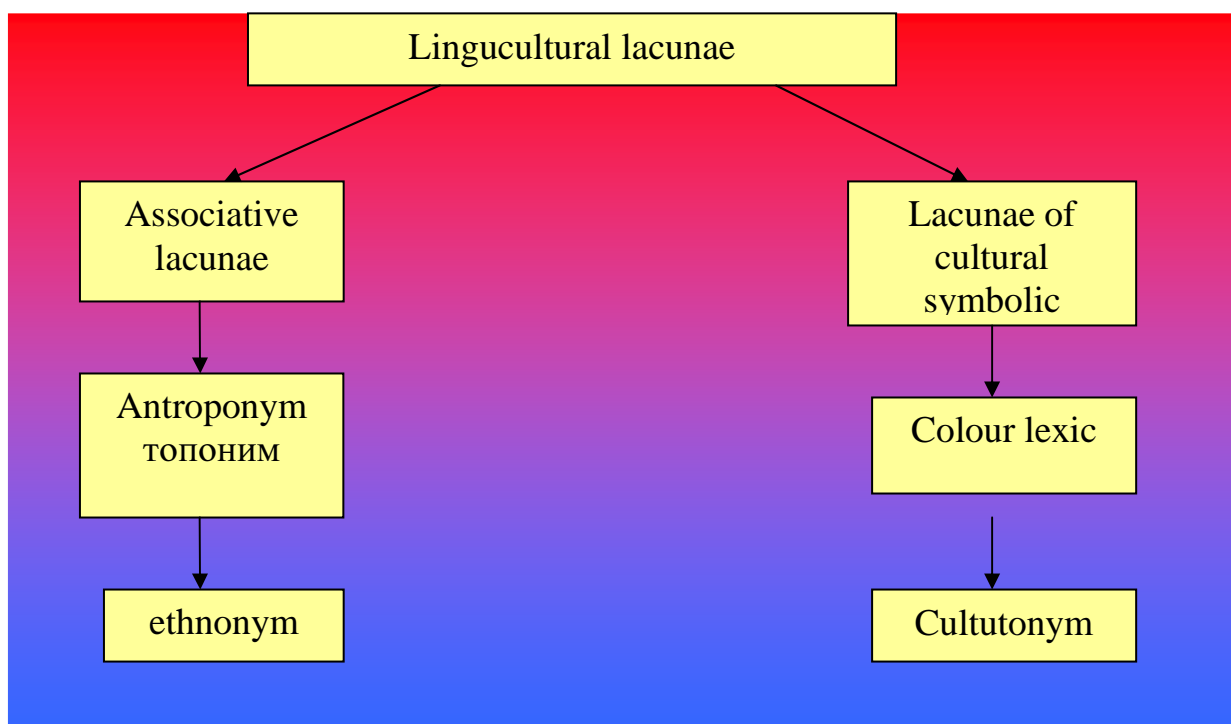 Lingucultural lacunae
Associative
lacunae
Lacunae of
cultural
symbolic
Antroponym
топоним
Colour lexic
ethnonym
Cultutonym